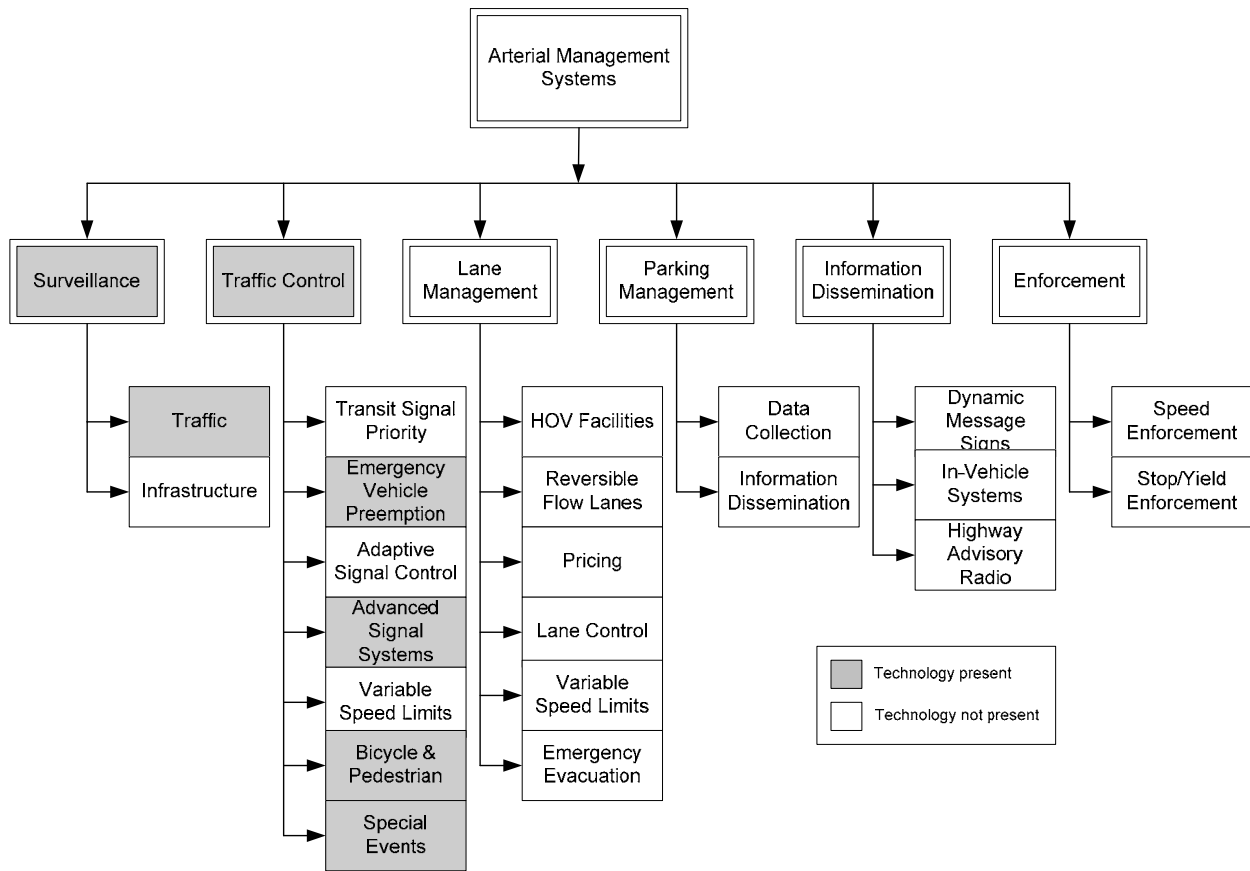 Arterial Management
Systems
Surveillance
Traffic Control
Lane
Management
Parking
Management
Information
Dissemination
Enforcement
Traffic
Infrastructure
Transit Signal
Priority
Emergency
Vehicle
Preemption
Adaptive
Signal Control
Advanced
Signal
Systems
Variable
Speed Limits
Bicycle &
Pedestrian
Special
Events
HOV Facilities
Reversible
Flow Lanes
Pricing
Lane Control
Variable
Speed Limits
Emergency
Evacuation
Data
Collection
Information
Dissemination
Dynamic
Message
Signs
In-Vehicle
Systems
Highway
Advisory
Radio
Speed
Enforcement
Stop/Yield
Enforcement
Technology present
Technology not present